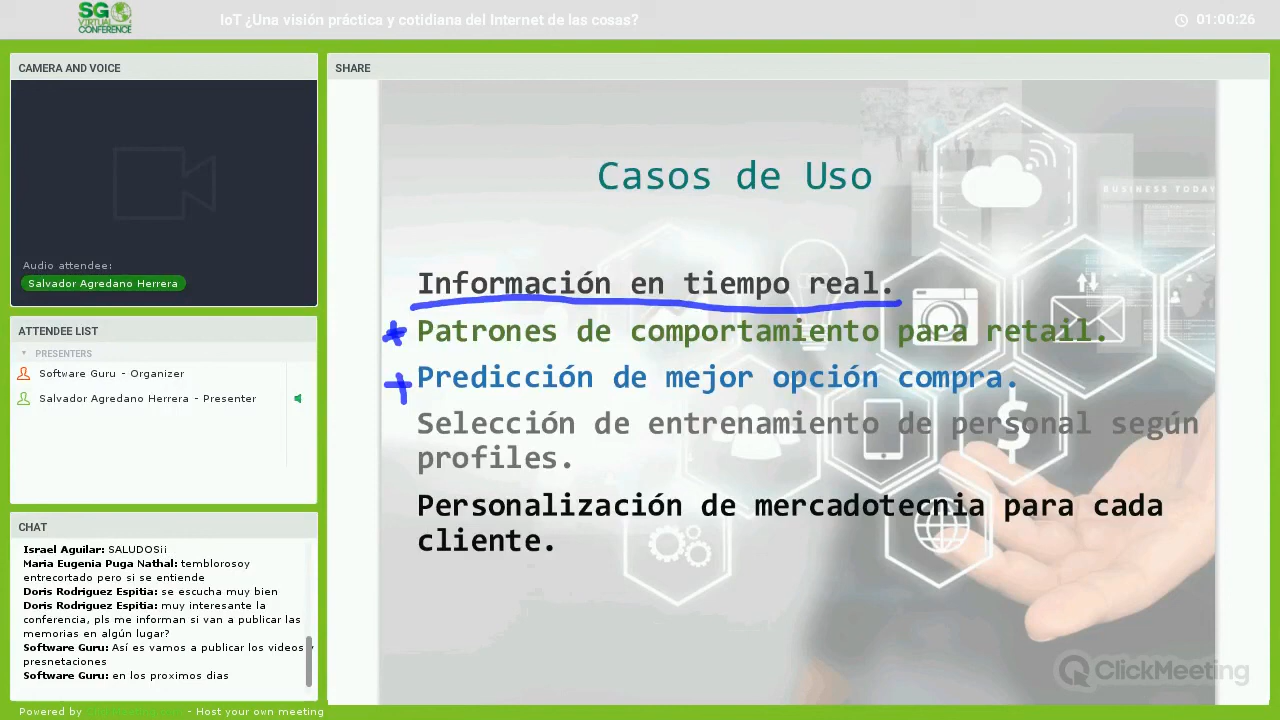 SG
VIRTUAL
CONFERENCE
IoT ¿Una visión práctica y cotidiana del Internet de las cosas?
01:00:26
CAMERA AND VOICE
Audio attendee:
Salvador Agredano Herrera
ATTENDEE LIST
PRESENTERS
Software Guru - Organizer
Salvador Agredano Herrera - Presenter
CHAT
Israel Aguilar: SALUDOS¡¡
Maria Eugenia Puga Nathal: temblorosoy
entrecortado pero si se entiende
Doris Rodriguez Espitia: se escucha muy bien
Doris Rodriguez Espitia: muy interesante la
conferencia, pls me informan si van a publicar las
memorias en algún lugar?
Software Guru: Así es vamos a publicar los videos y
presnetaciones
Software Guru: en los proximos dias
Powered by
- Host your own meeting
SHARE
BUSINESS TODAY
Casos de Uso
Información en tiempo real.
Patrones de comportamiento para retail.
Predicción de mejor opción compra.
Selección de entrenamiento de personal según
profiles.
Personalización de mercadotecnia para cada
cliente.
ClickMeeting